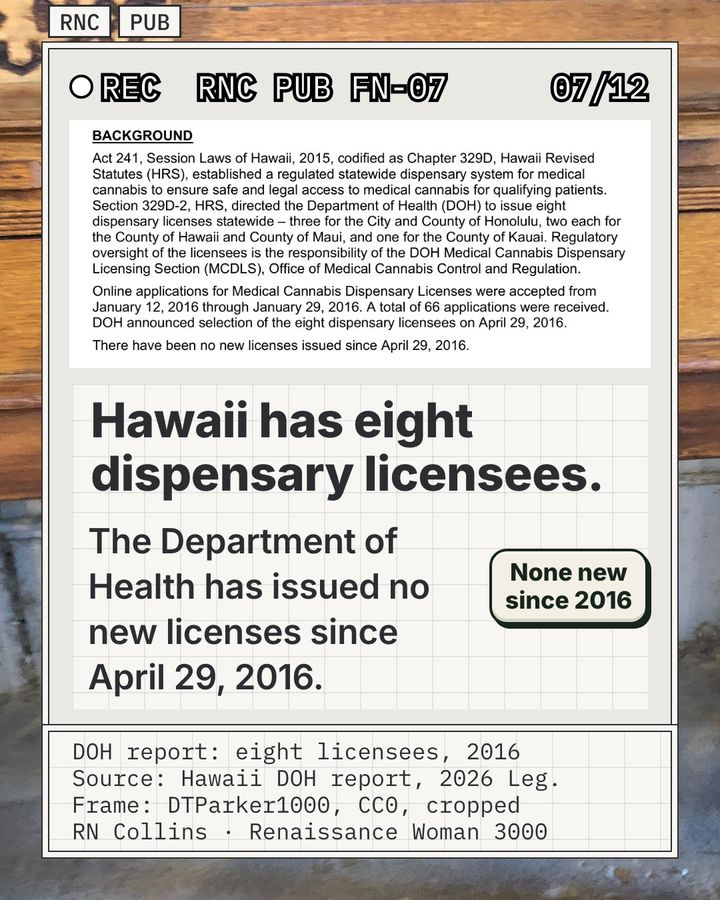 RNC PUB
REC RNC PUB FN-07 07/12
BACKGROUND
Act 241, Session Laws of Hawaii, 2015, codified as Chapter 329D, Hawaii Revised
Statutes (HRS), established a regulated statewide dispensary system for medical
cannabis to ensure safe and legal access to medical cannabis for qualifying patients.
Section 329D-2, HRS, directed the Department of Health (DOH) to issue eight
dispensary licenses statewide – three for the City and County of Honolulu, two each for
the County of Hawaii and County of Maui, and one for the County of Kauai. Regulatory
oversight of the licensees is the responsibility of the DOH Medical Cannabis Dispensary
Licensing Section (MCDLS), Office of Medical Cannabis Control and Regulation.
Online applications for Medical Cannabis Dispensary Licenses were accepted from
January 12, 2016 through January 29, 2016. A total of 66 applications were received.
DOH announced selection of the eight dispensary licensees on April 29, 2016.
There have been no new licenses issued since April 29, 2016.
Hawaii has eight
dispensary licensees.
The Department of
Health has issued no
new licenses since
April 29, 2016.
None new
since 2016
DOH report: eight licensees, 2016
Source: Hawaii DOH report, 2026 Leg.
Frame: DTParker1000, CC0, cropped
RN Collins · Renaissance Woman 3000